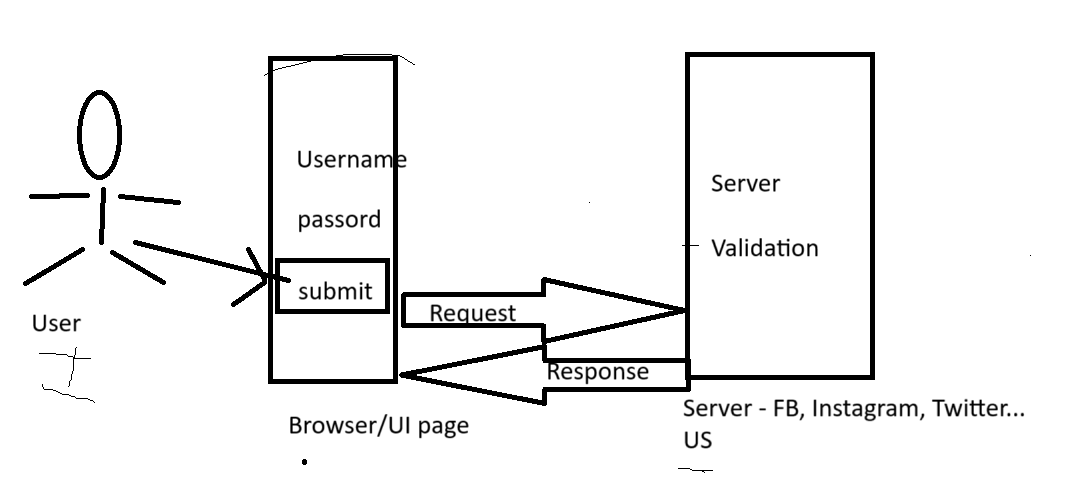 Username
passord
submit
User
Request
Response
Server
Validation
Browser/UI page
Server - FB, Instagram, Twitter...
US